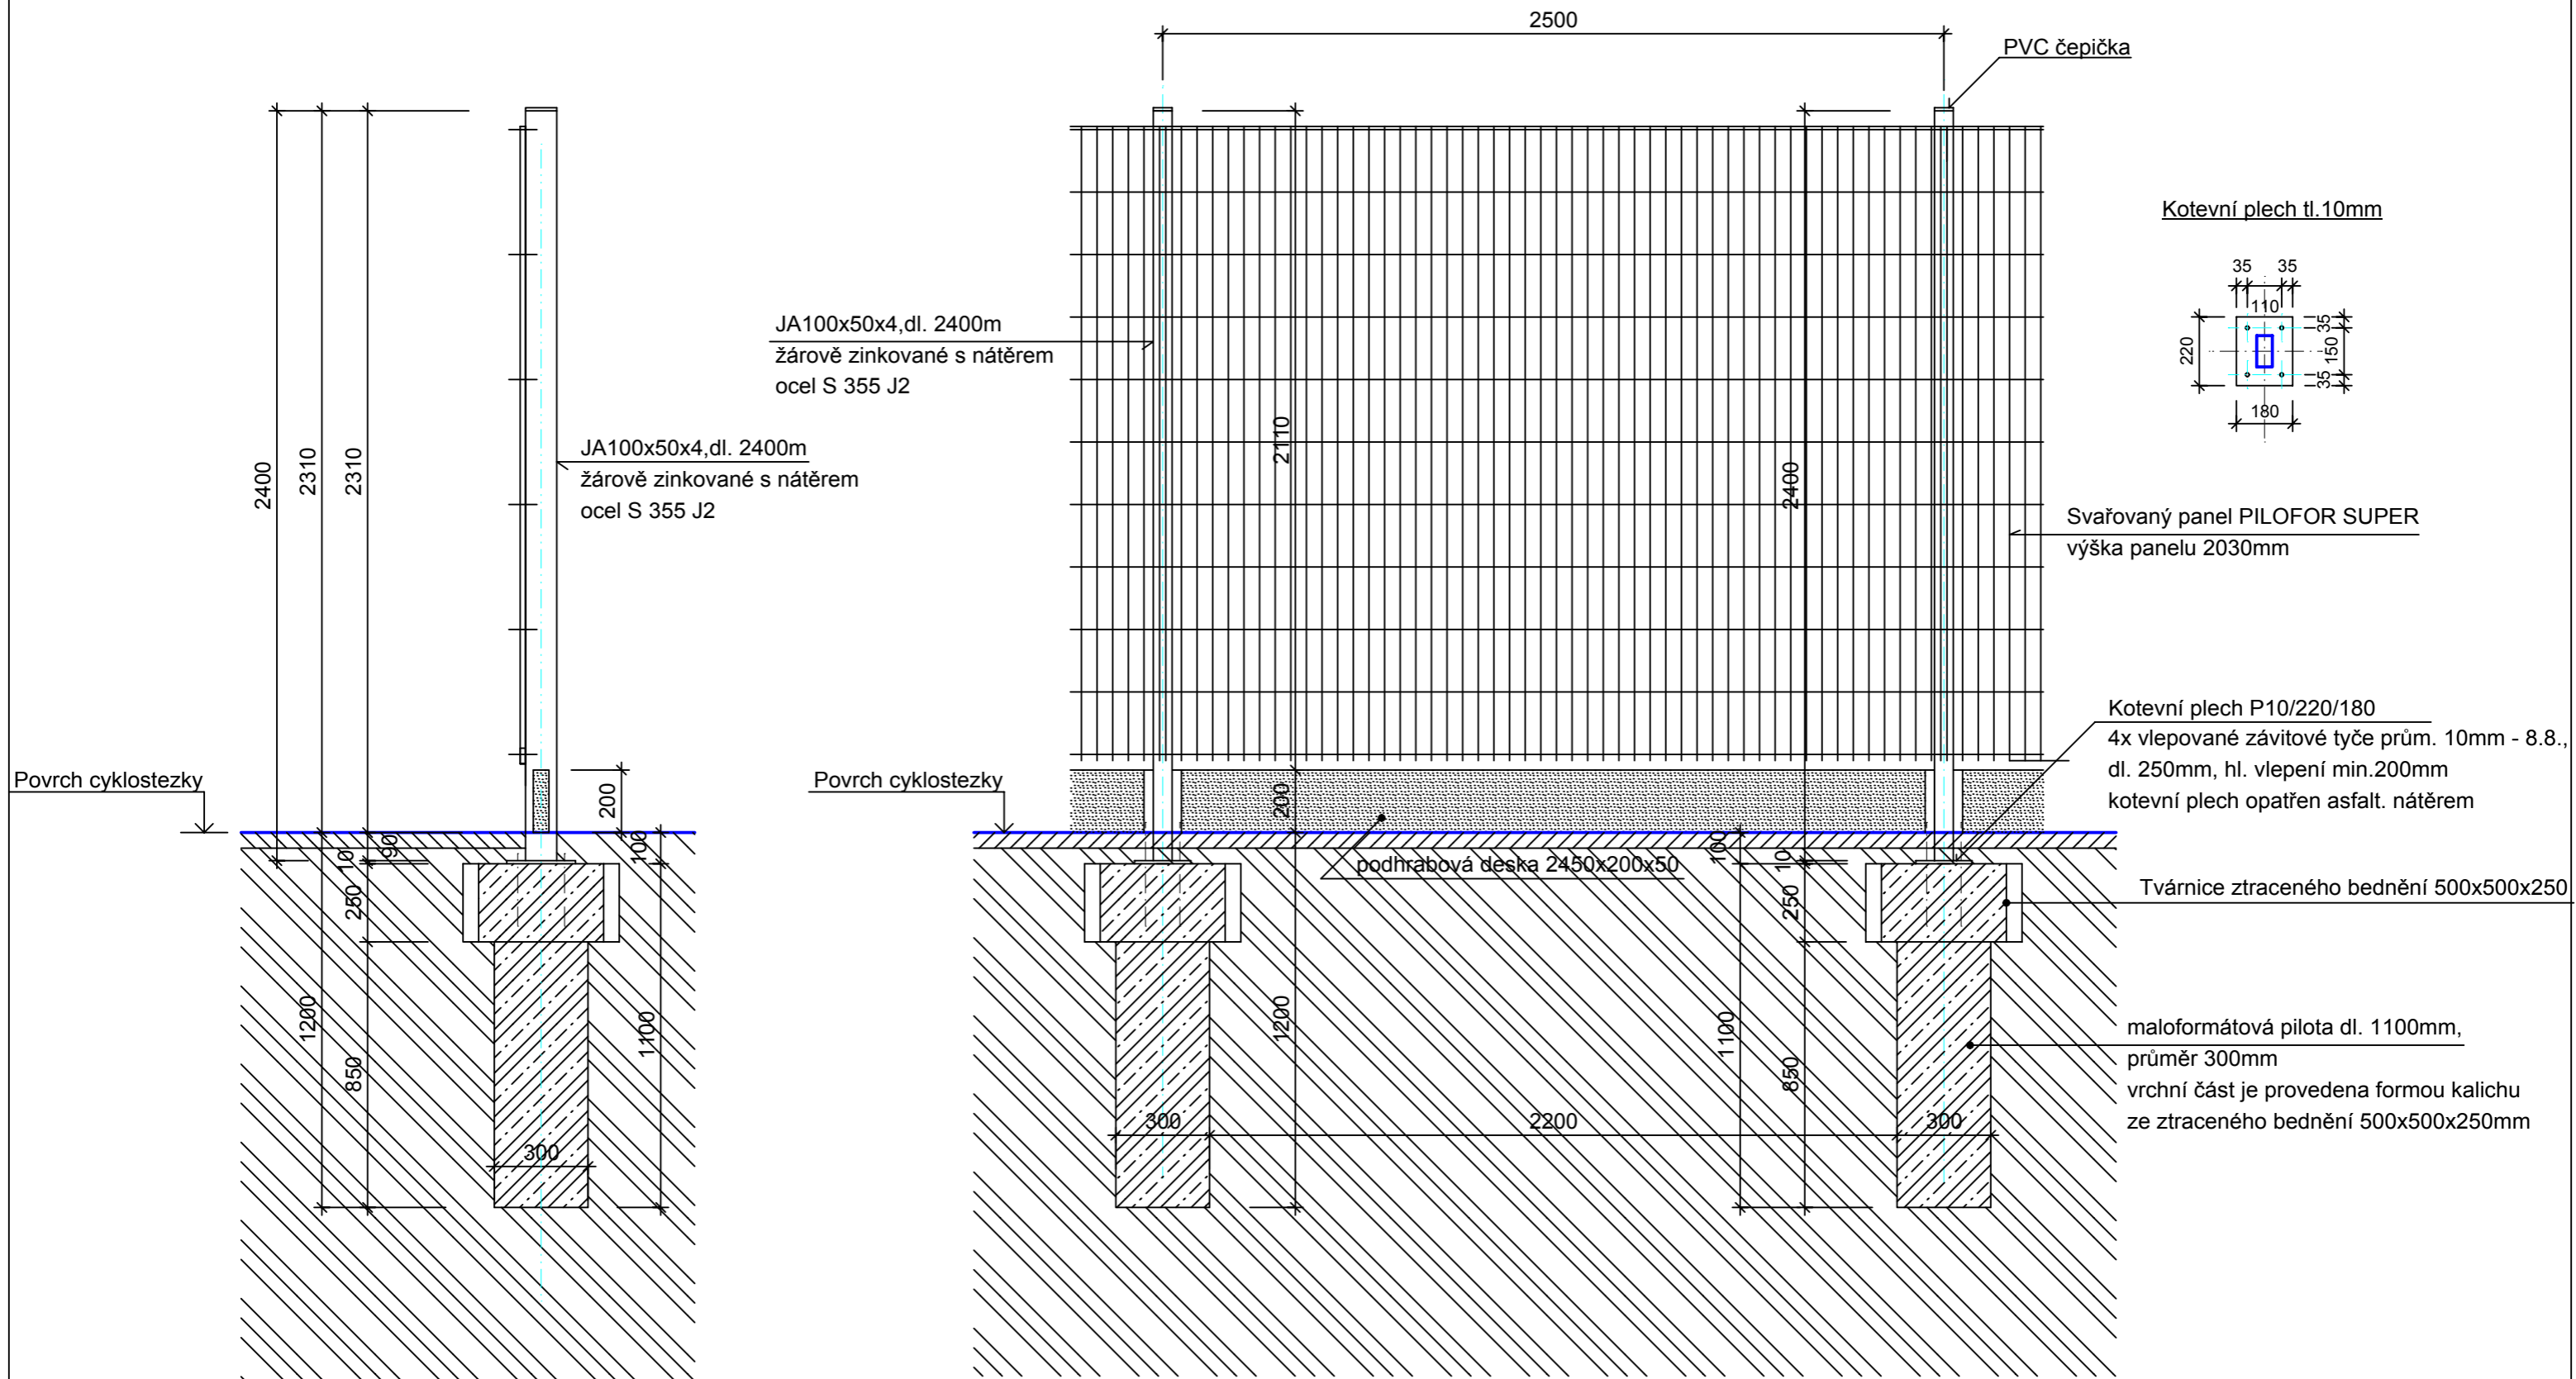 2500
PVC čepička
Kotevní plech tl.10mm
35
35
110
35
150
35
220
180
JA100x50x4,dl. 2400m
žárově zinkované s nátěrem
ocel S 355 J2
JA100x50x4,dl. 2400m
žárově zinkované s nátěrem
ocel S 355 J2
2400
2310
2310
2110
2400
Svařovaný panel PILOFOR SUPER
výška panelu 2030mm
Kotevní plech P10/220/180
4x vlepované závitové tyče prům. 10mm - 8.8.,
dl. 250mm, hl. vlepení min.200mm
kotevní plech opatřen asfalt. nátěrem
Povrch cyklostezky
Povrch cyklostezky
200
200
90
10
100
100
10
podhrabová deska 2450x200x50
Tvárnice ztraceného bednění 500x500x250
250
250
1200
850
1100
1200
1100
850
maloformátová pilota dl. 1100mm,
průměr 300mm
vrchní část je provedena formou kalichu
ze ztraceného bednění 500x500x250mm
300
300
2200
300